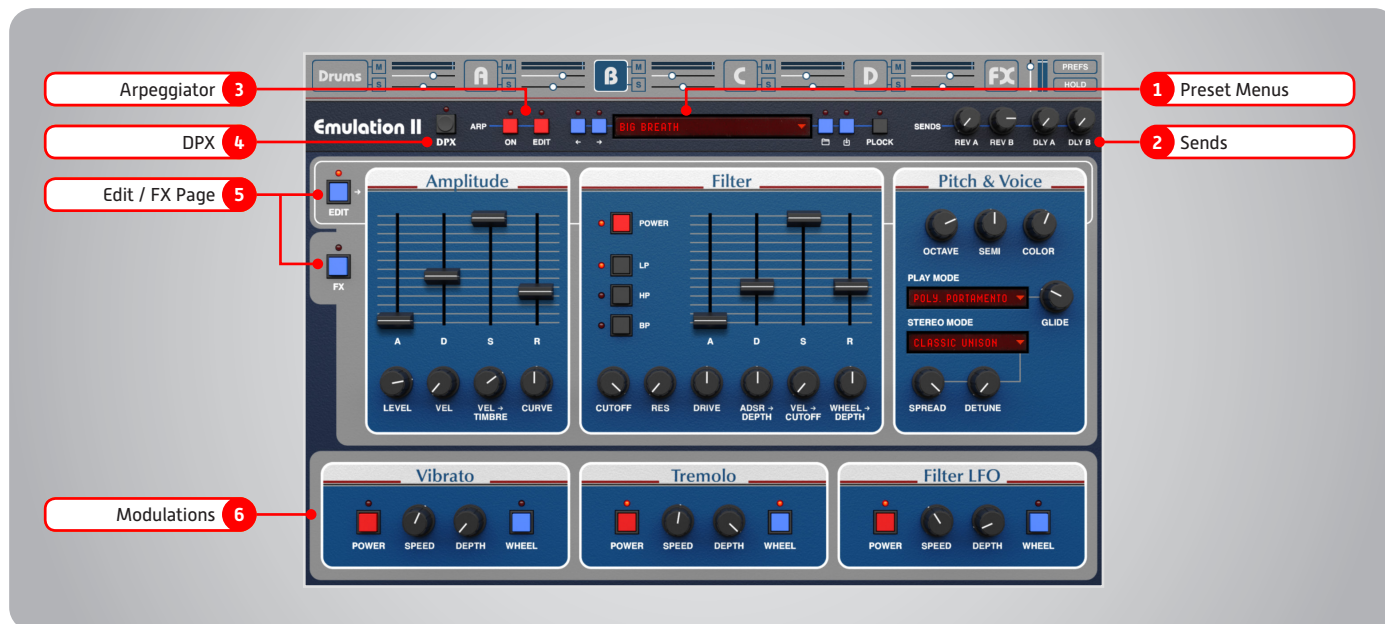 Drums M S A M S B M S C M S D M S FX PREFS HOLD
Arpeggiator 3
1 Preset Menus
Emulation II DPX ARP ON EDIT ← → BIG BREATH PLOCK SENDS REV A REV B DLY A DLY B
DPX 4
2 Sends
Edit / FX Page 5
EDIT →
FX
Amplitude
A D S R
LEVEL VEL VEL → TIMBRE CURVE
Filter
POWER
LP
HP
BP
A D S R
CUTOFF RES DRIVE ADSR → DEPTH VEL → CUTOFF WHEEL → DEPTH
Pitch & Voice
OCTAVE SEMI COLOR
PLAY MODE
POLY. PORTAMENTO
GLIDE
STEREO MODE
CLASSIC UNISON
SPREAD DETUNE
Modulations 6
Vibrato
POWER SPEED DEPTH WHEEL
Tremolo
POWER SPEED DEPTH WHEEL
Filter LFO
POWER SPEED DEPTH WHEEL